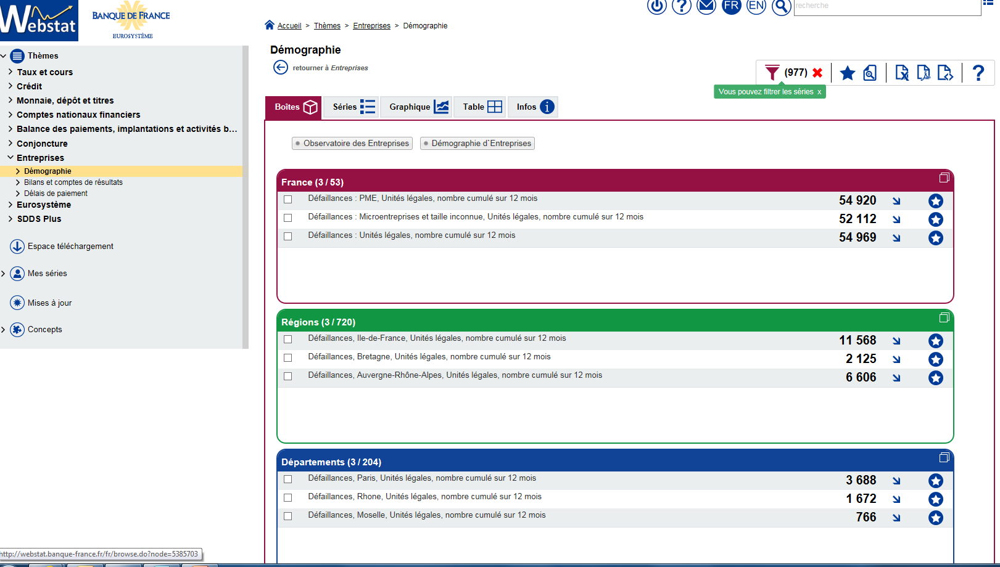 Webstat
BANQUE DE FRANCE
EUROSYSTÈME
FR
EN
recherche
Accueil > Thèmes > Entreprises > Démographie
Démographie
retourner à Entreprises
(977)
?
Vous pouvez filtrer les séries x
Thèmes
Taux et cours
Crédit
Monnaie, dépôt et titres
Comptes nationaux financiers
Balance des paiements, implantations et activités b...
Conjoncture
Entreprises
Démographie
Bilans et comptes de résultats
Délais de paiement
Eurosystème
SDDS Plus
Espace téléchargement
Mes séries
Mises à jour
Concepts
Boîtes Séries Graphique Table Infos
Observatoire des Entreprises Démographie d`Entreprises
France (3 / 53)
Défaillances : PME, Unités légales, nombre cumulé sur 12 mois 54 920
Défaillances : Microentreprises et taille inconnue, Unités légales, nombre cumulé sur 12 mois 52 112
Défaillances : Unités légales, nombre cumulé sur 12 mois 54 969
Régions (3 / 720)
Défaillances, Ile-de-France, Unités légales, nombre cumulé sur 12 mois 11 568
Défaillances, Bretagne, Unités légales, nombre cumulé sur 12 mois 2 125
Défaillances, Auvergne-Rhône-Alpes, Unités légales, nombre cumulé sur 12 mois 6 606
Départements (3 / 204)
Défaillances, Paris, Unités légales, nombre cumulé sur 12 mois 3 688
Défaillances, Rhone, Unités légales, nombre cumulé sur 12 mois 1 672
Défaillances, Moselle, Unités légales, nombre cumulé sur 12 mois 766
http://webstat.banque-france.fr/fr/browse.do?node=5385703